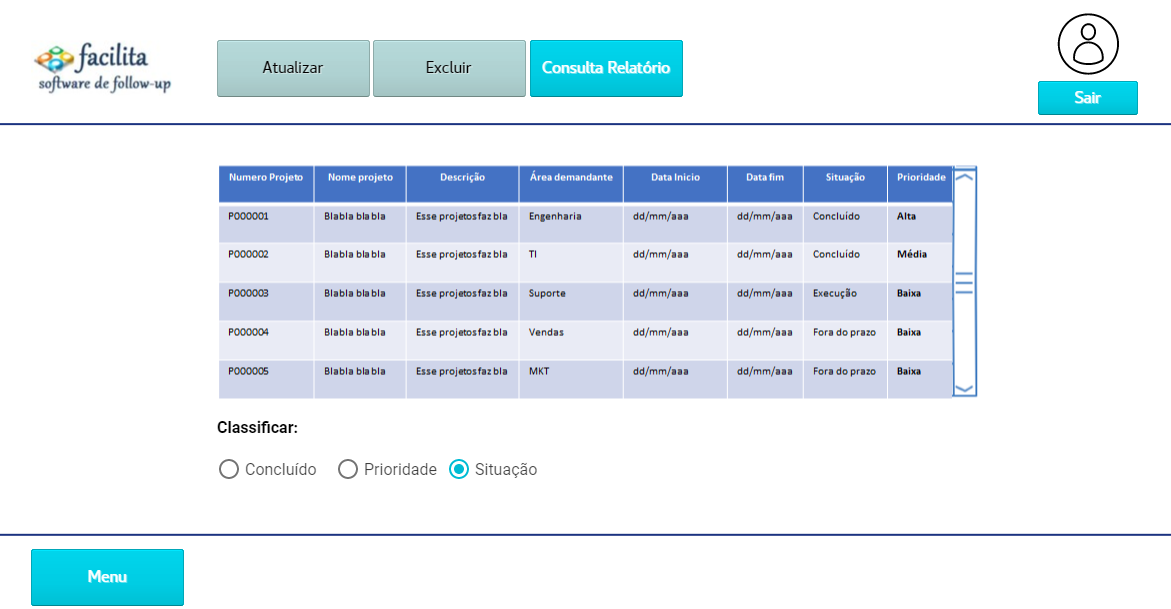 facilita
software de follow-up
Atualizar Excluir Consulta Relatório
Sair
Numero Projeto Nome projeto Descrição Área demandante Data Inicio Data fim Situação Prioridade
P000001 Blabla bla bla Esse projetos faz bla Engenharia dd/mm/aaa dd/mm/aaa Concluído Alta
P000002 Blabla bla bla Esse projetos faz bla TI dd/mm/aaa dd/mm/aaa Concluído Média
P000003 Blabla bla bla Esse projetos faz bla Suporte dd/mm/aaa dd/mm/aaa Execução Baixa
P000004 Blabla bla bla Esse projetos faz bla Vendas dd/mm/aaa dd/mm/aaa Fora do prazo Baixa
P000005 Blabla bla bla Esse projetos faz bla MKT dd/mm/aaa dd/mm/aaa Fora do prazo Baixa
Classificar:
Concluído Prioridade Situação
Menu